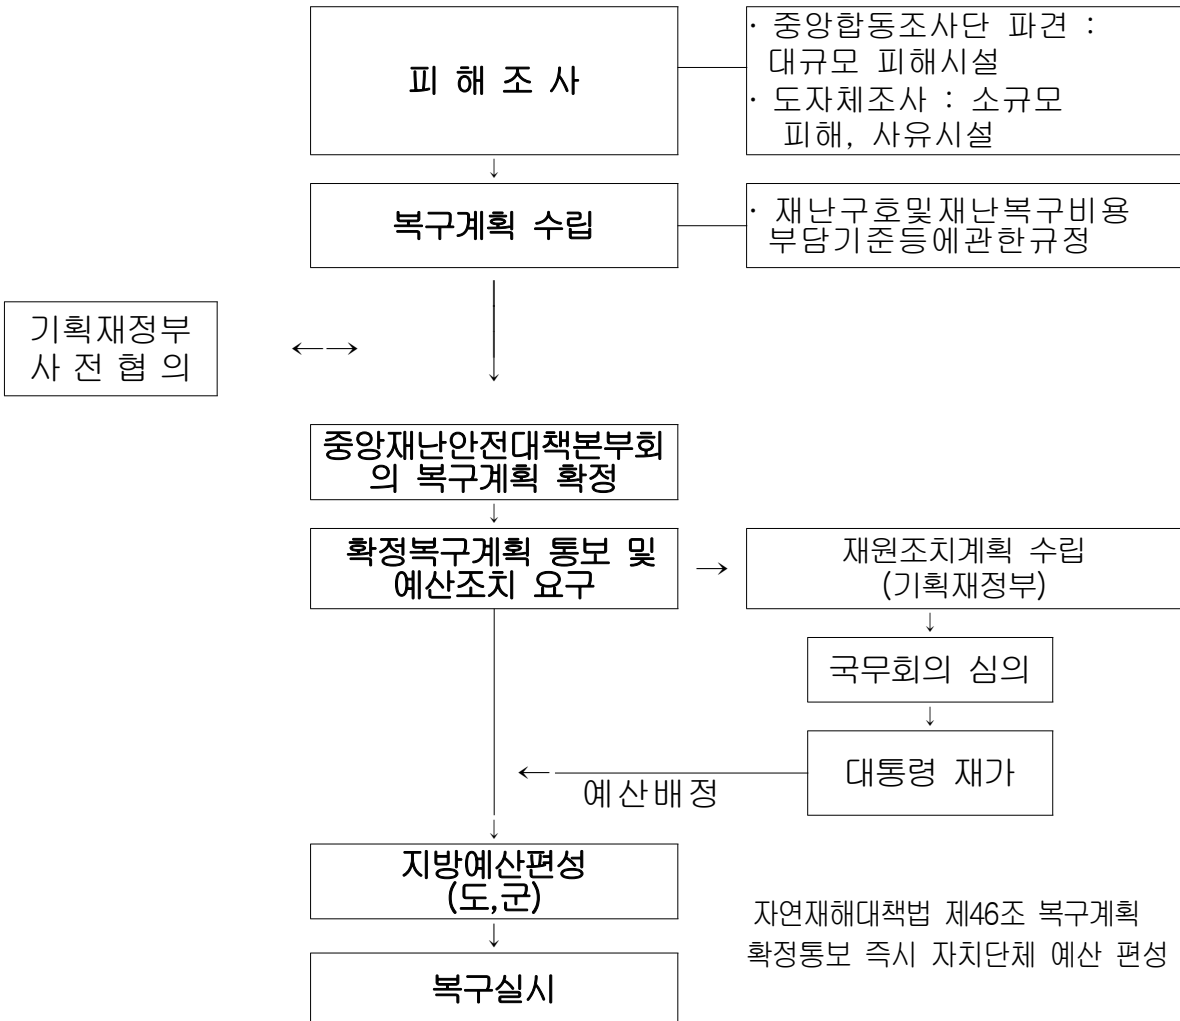 피 해 조 사
· 중앙합동조사단 파견 :
대규모 피해시설
· 도자체조사 : 소규모
피해, 사유시설
↓
복구계획 수립
· 재난구호및재난복구비용
부담기준등에관한규정
기획재정부
사 전 협 의
←→
↓
중앙재난안전대책본부회
의 복구계획 확정
↓
확정복구계획 통보 및
예산조치 요구
→
재원조치계획 수립
(기획재정부)
↓
국무회의 심의
↓
대통령 재가
←
예산배정
↓
지방예산편성
(도,군)
↓
자연재해대책법 제46조 복구계획
확정통보 즉시 자치단체 예산 편성
복구실시